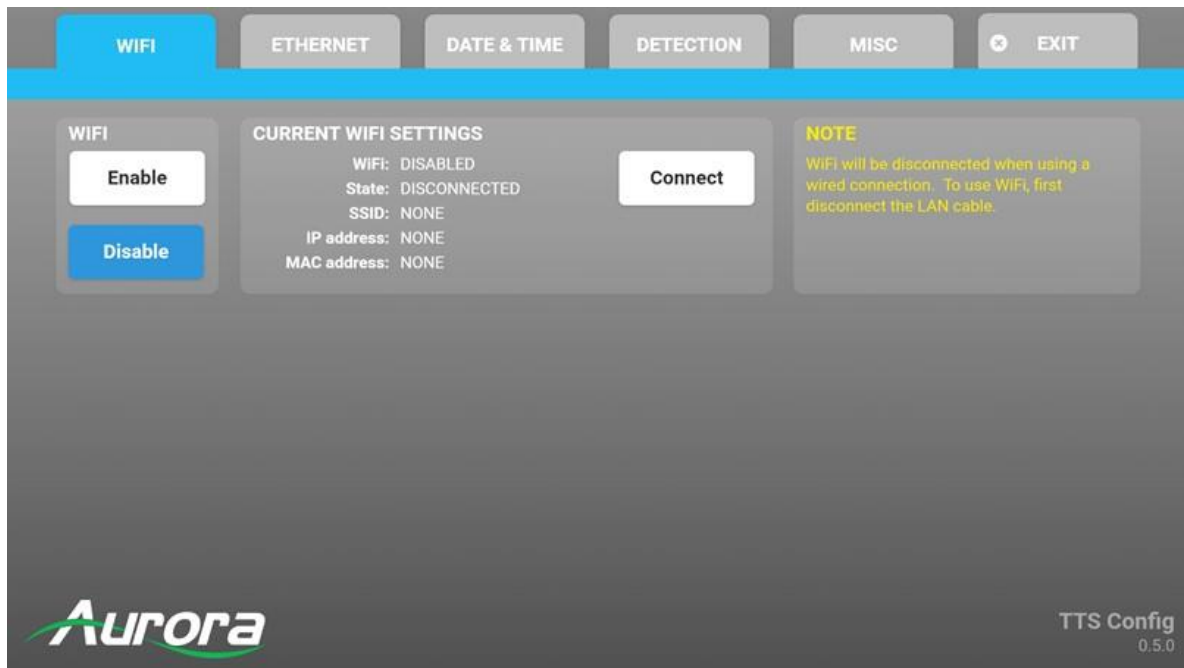 WIFI
ETHERNET
DATE & TIME
DETECTION
MISC
EXIT
WIFI
Enable
Disable
CURRENT WIFI SETTINGS
WiFi: DISABLED
State: DISCONNECTED
SSID: NONE
IP address: NONE
MAC address: NONE
Connect
NOTE
WiFi will be disconnected when using a
wired connection. To use WiFi, first
disconnect the LAN cable.
Aurora
TTS Config
0.5.0